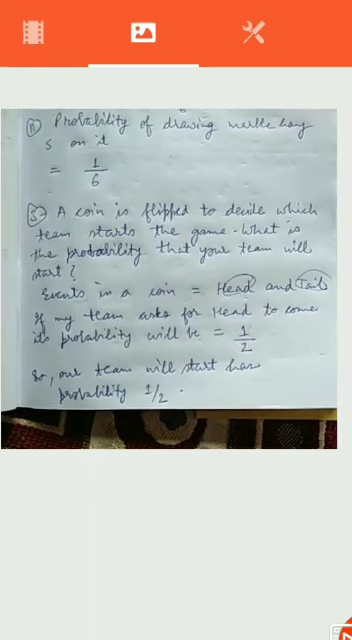 (ii) Probability of drawing marble having
5 on it
= 1/6
(3) → A coin is flipped to decide which
team starts the game. What is
the probability that your team will
start?
Events in a coin = Head and Tail
If my team asks for Head to come
its probability will be = 1/2
So, our team will start has
probability 1/2.